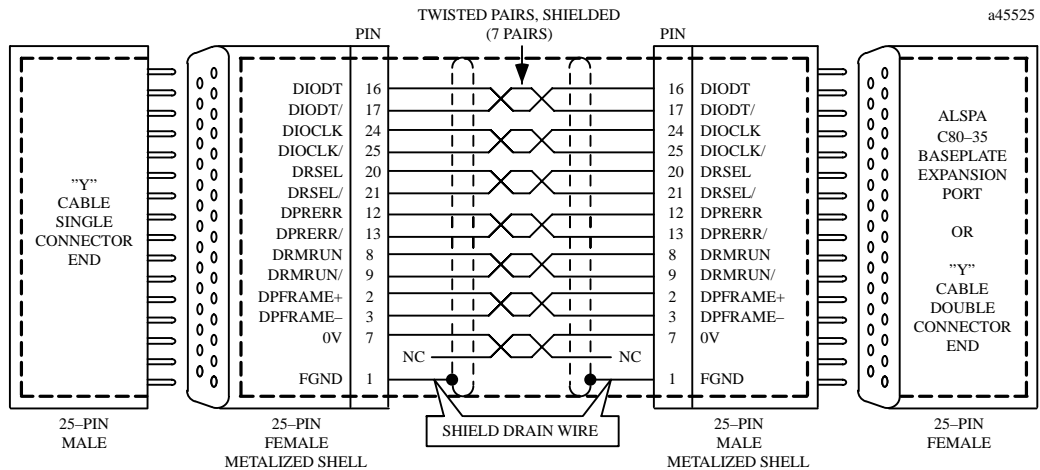 TWISTED PAIRS, SHIELDED
(7 PAIRS)
a45525
PIN
PIN
DIODT 16
16 DIODT
DIODT/ 17
17 DIODT/
DIOCLK 24
24 DIOCLK
DIOCLK/ 25
25 DIOCLK/
DRSEL 20
20 DRSEL
DRSEL/ 21
21 DRSEL/
DPRERR 12
12 DPRERR
DPRERR/ 13
13 DPRERR/
DRMRUN 8
8 DRMRUN
DRMRUN/ 9
9 DRMRUN/
DPFRAME+ 2
2 DPFRAME+
DPFRAME– 3
3 DPFRAME–
0V 7
7 0V
NC
NC
FGND 1
1 FGND
"Y"
CABLE
SINGLE
CONNECTOR
END
ALSPA
C80–35
BASEPLATE
EXPANSION
PORT
OR
"Y"
CABLE
DOUBLE
CONNECTOR
END
SHIELD DRAIN WIRE
25–PIN
MALE
25–PIN
FEMALE
METALIZED SHELL
25–PIN
MALE
METALIZED SHELL
25–PIN
FEMALE